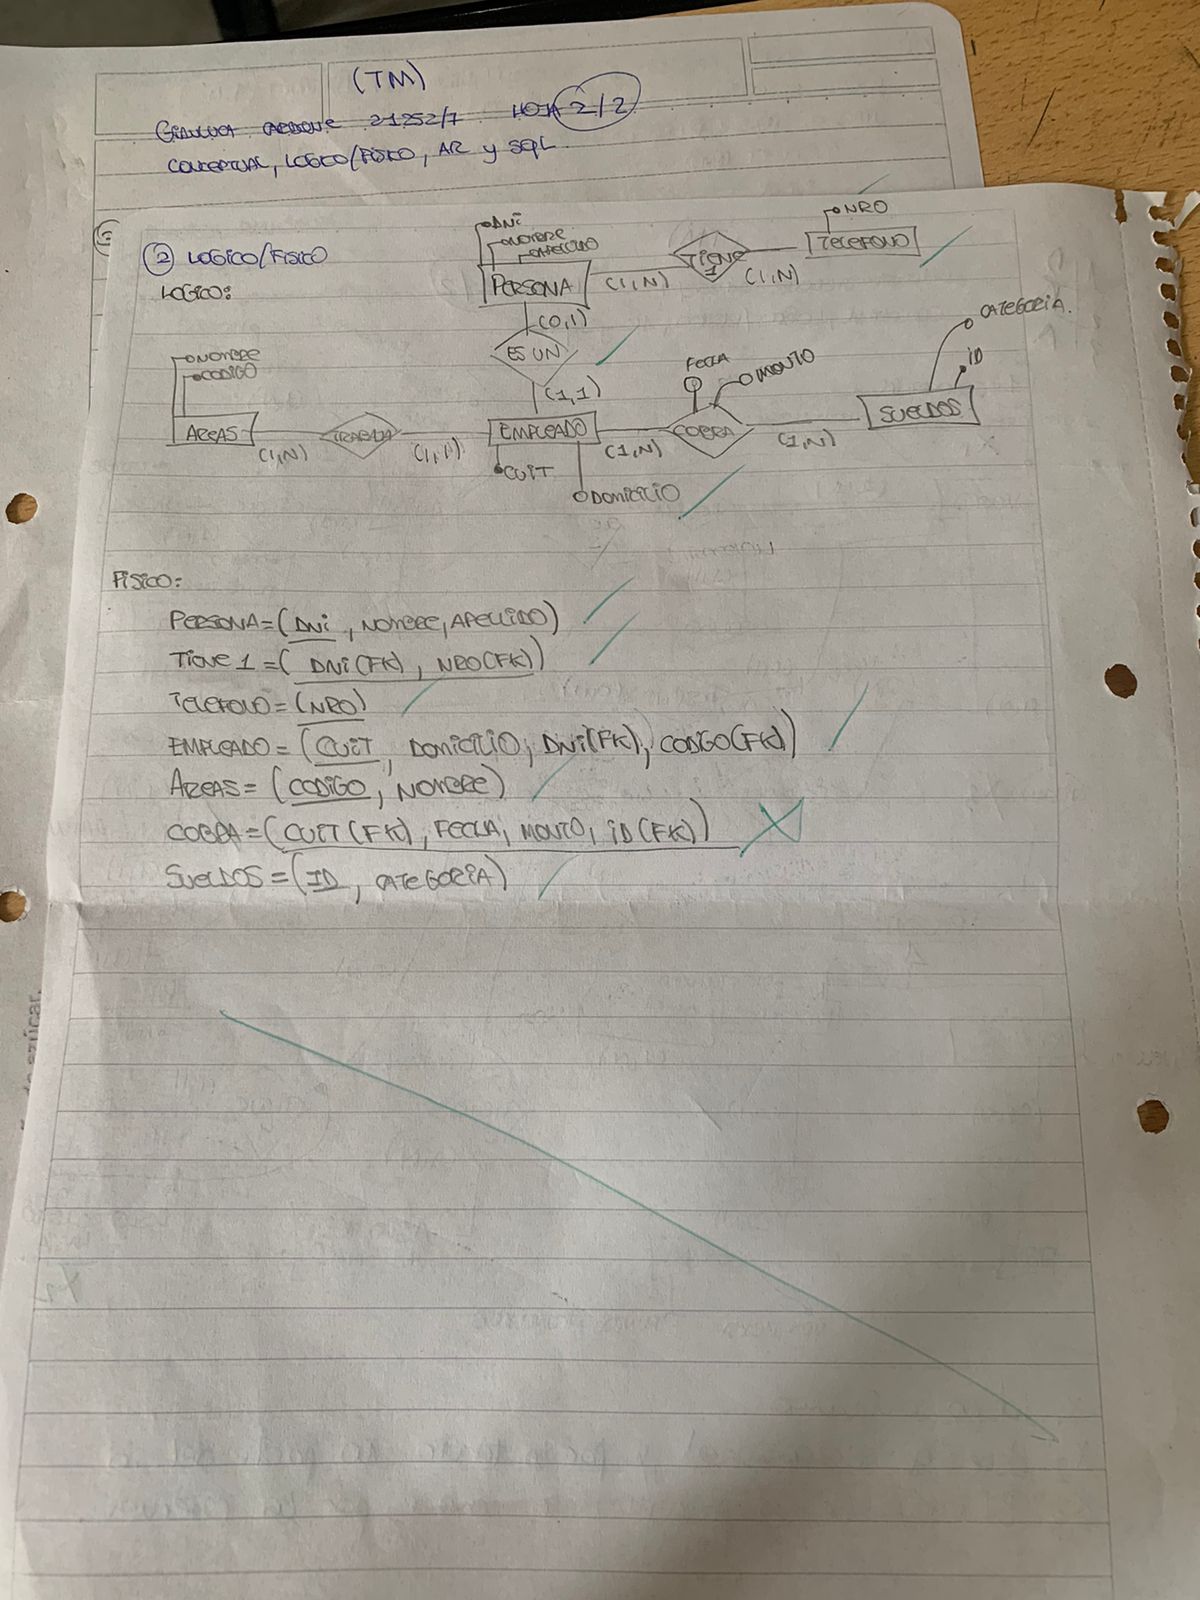 (TM)
21252/7 HOJA 2/2
CONCEPTUAL, LOGICO/FISICO, AR y SQL
② LOGICO/FISICO
LOGICO:
DNI
NOMBRE
APELLIDO
NRO
PERSONA (1,N) TIENE 1 (1,N) TELEFONO
(0,1)
ES UN
(1,1)
NOMBRE
CODIGO
FECHA
MONTO
CATEGORIA.
ID
AREAS (1,N) TRABAJA (1,1) EMPLEADO (1,N) COBRA (1,N) SUELDOS
CUIT
DOMICILIO
FISICO:
PERSONA=(DNI, NOMBRE, APELLIDO)
TIENE 1=(DNI(FK), NRO(FK))
TELEFONO=(NRO)
EMPLEADO=(CUIT, DOMICILIO, DNI(FK), CODIGO(FK))
AREAS=(CODIGO, NOMBRE)
COBRA=(CUIT(FK), FECHA, MONTO, ID(FK))
SUELDOS=(ID, CATEGORIA)